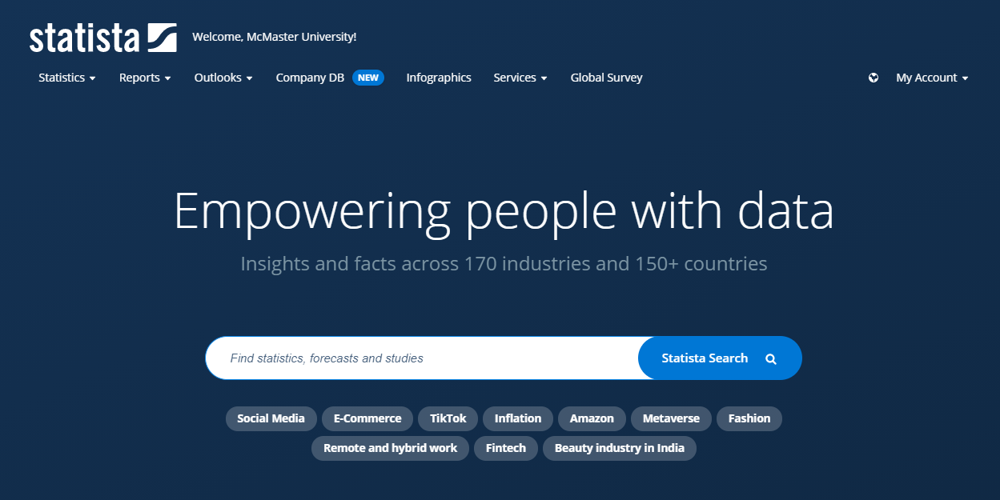 statista Welcome, McMaster University!
Statistics Reports Outlooks Company DB NEW Infographics Services Global Survey My Account
Empowering people with data
Insights and facts across 170 industries and 150+ countries
Find statistics, forecasts and studies Statista Search
Social Media E-Commerce TikTok Inflation Amazon Metaverse Fashion
Remote and hybrid work Fintech Beauty industry in India